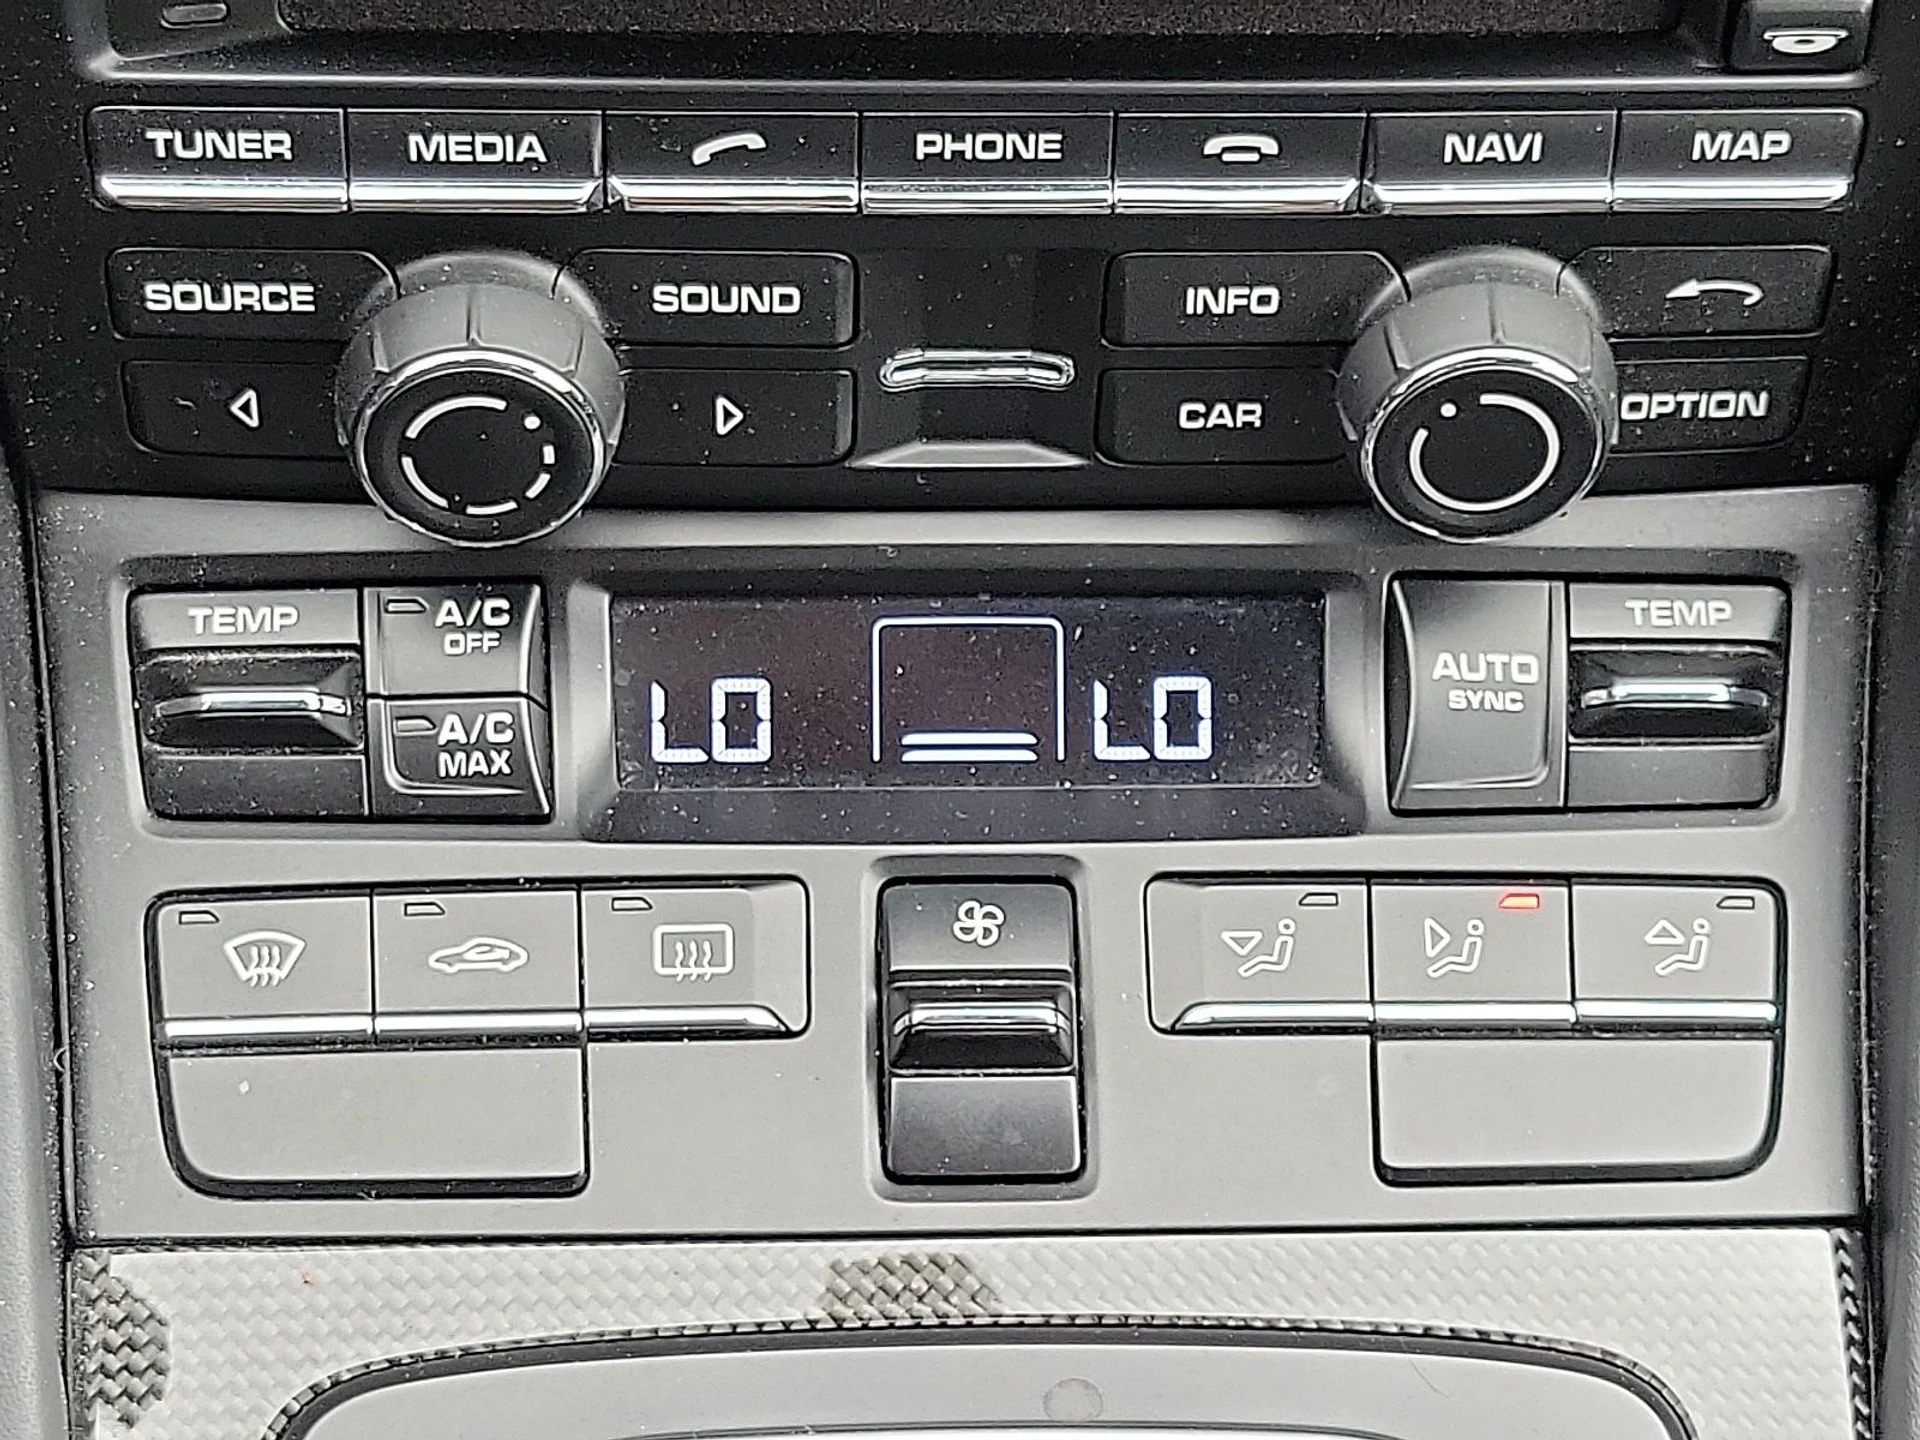 TUNER
MEDIA
PHONE
NAVI
MAP
SOURCE
SOUND
INFO
CAR
OPTION
TEMP
A/C
OFF
A/C
MAX
LO
LO
AUTO
SYNC
TEMP